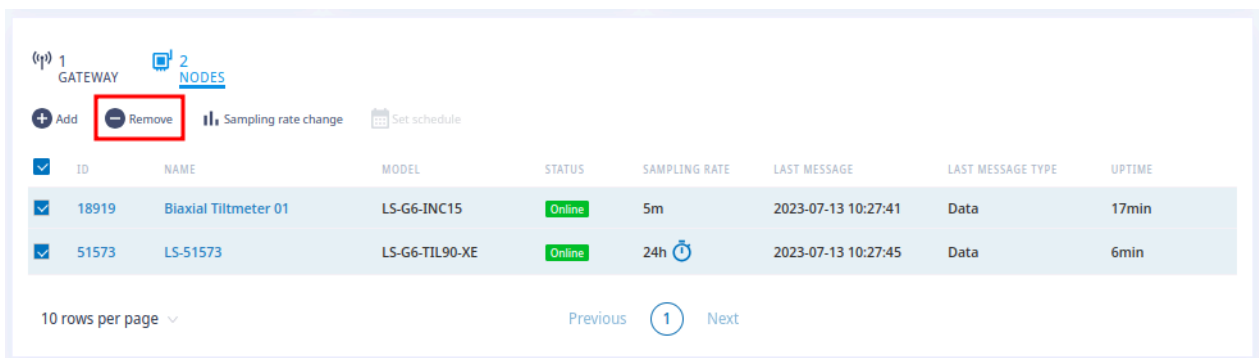 1 2
GATEWAY NODES
Add Remove Sampling rate change Set schedule
ID NAME MODEL STATUS SAMPLING RATE LAST MESSAGE LAST MESSAGE TYPE UPTIME
18919 Biaxial Tiltmeter 01 LS-G6-INC15 Online 5m 2023-07-13 10:27:41 Data 17min
51573 LS-51573 LS-G6-TIL90-XE Online 24h 2023-07-13 10:27:45 Data 6min
10 rows per page Previous 1 Next